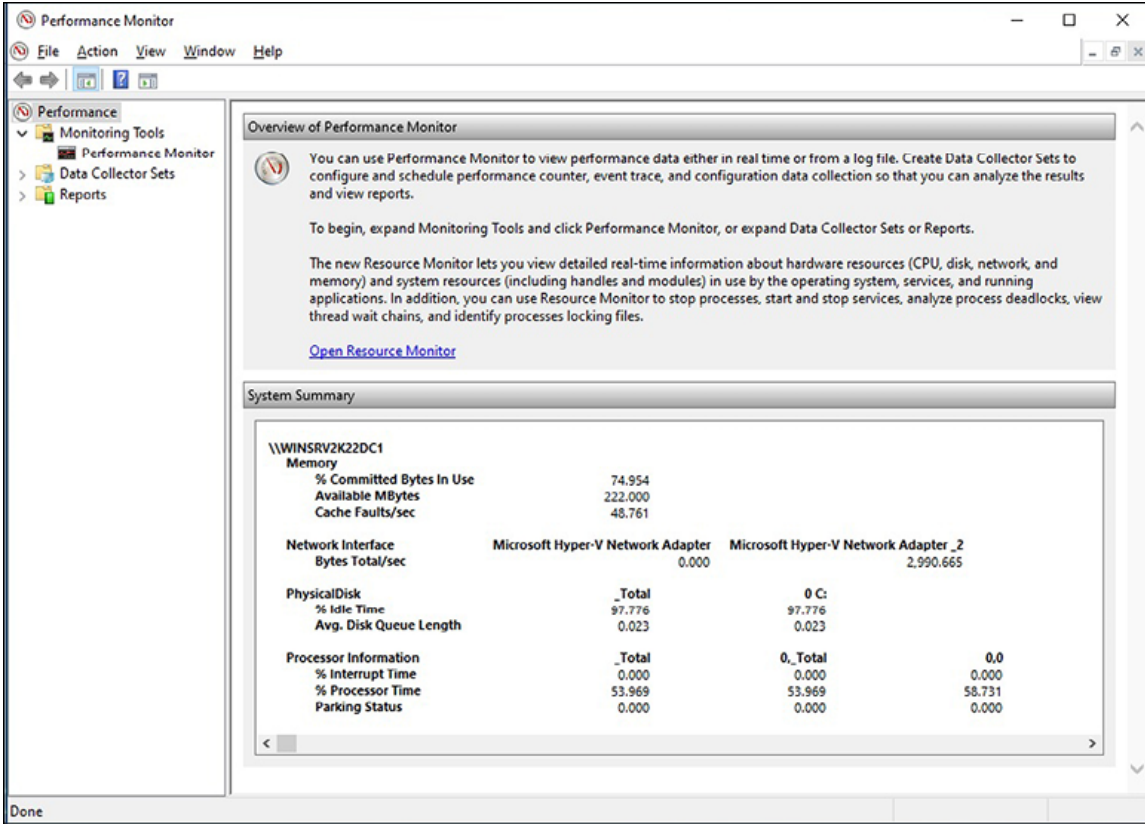 Performance Monitor
File Action View Window Help
Performance
Monitoring Tools
Performance Monitor
Data Collector Sets
Reports
Overview of Performance Monitor
You can use Performance Monitor to view performance data either in real time or from a log file. Create Data Collector Sets to
configure and schedule performance counter, event trace, and configuration data collection so that you can analyze the results
and view reports.
To begin, expand Monitoring Tools and click Performance Monitor, or expand Data Collector Sets or Reports.
The new Resource Monitor lets you view detailed real-time information about hardware resources (CPU, disk, network, and
memory) and system resources (including handles and modules) in use by the operating system, services, and running
applications. In addition, you can use Resource Monitor to stop processes, start and stop services, analyze process deadlocks, view
thread wait chains, and identify processes locking files.
Open Resource Monitor
System Summary
\\WINSRV2K22DC1
Memory
% Committed Bytes In Use 74.954
Available MBytes 222.000
Cache Faults/sec 48.761
Network Interface Microsoft Hyper-V Network Adapter Microsoft Hyper-V Network Adapter _2
Bytes Total/sec 0.000 2,990.665
PhysicalDisk _Total 0 C:
% Idle Time 97.776 97.776
Avg. Disk Queue Length 0.023 0.023
Processor Information _Total 0,_Total 0,0
% Interrupt Time 0.000 0.000 0.000
% Processor Time 53.969 53.969 58.731
Parking Status 0.000 0.000 0.000
Done